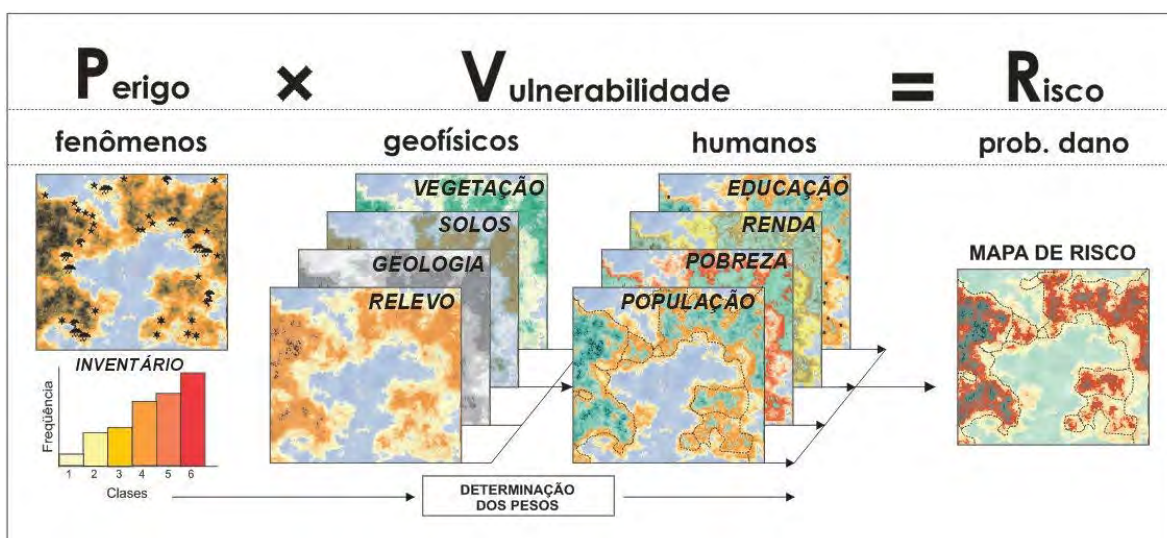 Perigo × Vulnerabilidade = Risco
fenômenos geofísicos humanos prob. dano
VEGETAÇÃO
SOLOS
GEOLOGIA
RELEVO
EDUCAÇÃO
RENDA
POBREZA
POPULAÇÃO
MAPA DE RISCO
INVENTÁRIO
Freqüência
1 2 3 4 5 6
Clases
DETERMINAÇÃO
DOS PESOS